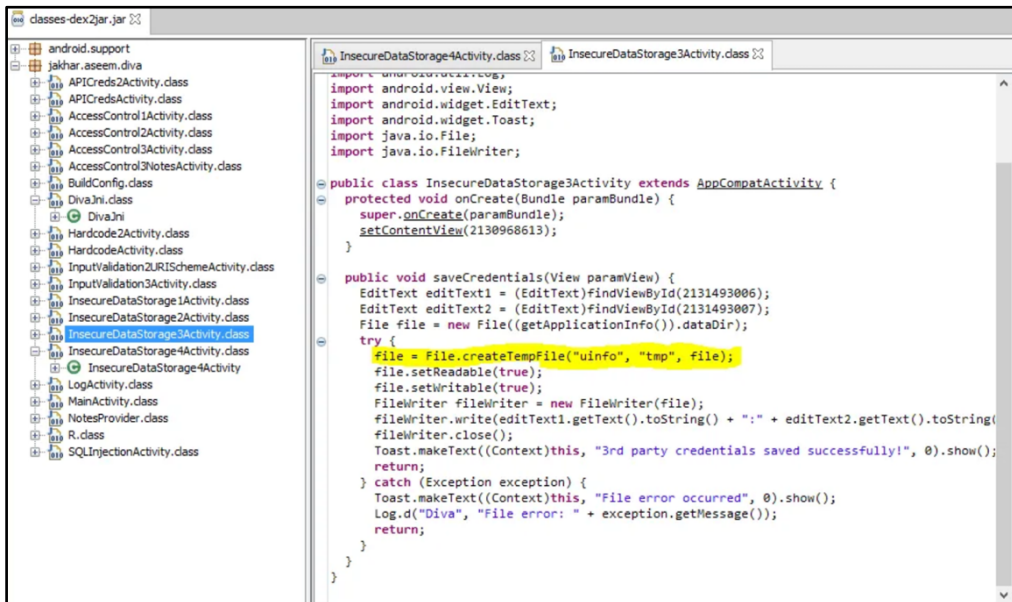 classes-dex2jar.jar
android.support
jakhar.aseem.diva
APICreds2Activity.class
APICredsActivity.class
AccessControl1Activity.class
AccessControl2Activity.class
AccessControl3Activity.class
AccessControl3NotesActivity.class
BuildConfig.class
DivaJni.class
DivaJni
Hardcode2Activity.class
HardcodeActivity.class
InputValidation2URISchemeActivity.class
InputValidation3Activity.class
InsecureDataStorage1Activity.class
InsecureDataStorage2Activity.class
InsecureDataStorage3Activity.class
InsecureDataStorage4Activity.class
InsecureDataStorage4Activity
LogActivity.class
MainActivity.class
NotesProvider.class
R.class
SQLInjectionActivity.class
InsecureDataStorage4Activity.class InsecureDataStorage3Activity.class
import android.util.Log;
import android.view.View;
import android.widget.EditText;
import android.widget.Toast;
import java.io.File;
import java.io.FileWriter;
public class InsecureDataStorage3Activity extends AppCompatActivity {
protected void onCreate(Bundle paramBundle) {
super.onCreate(paramBundle);
setContentView(2130968613);
}
public void saveCredentials(View paramView) {
EditText editText1 = (EditText)findViewById(2131493006);
EditText editText2 = (EditText)findViewById(2131493007);
File file = new File((getApplicationInfo()).dataDir);
try {
file = File.createTempFile("uinfo", "tmp", file);
file.setReadable(true);
file.setWritable(true);
FileWriter fileWriter = new FileWriter(file);
fileWriter.write(editText1.getText().toString() + ":" + editText2.getText().toString(
fileWriter.close();
Toast.makeText((Context)this, "3rd party credentials saved successfully!", 0).show();
return;
} catch (Exception exception) {
Toast.makeText((Context)this, "File error occurred", 0).show();
Log.d("Diva", "File error: " + exception.getMessage());
return;
}
}
}